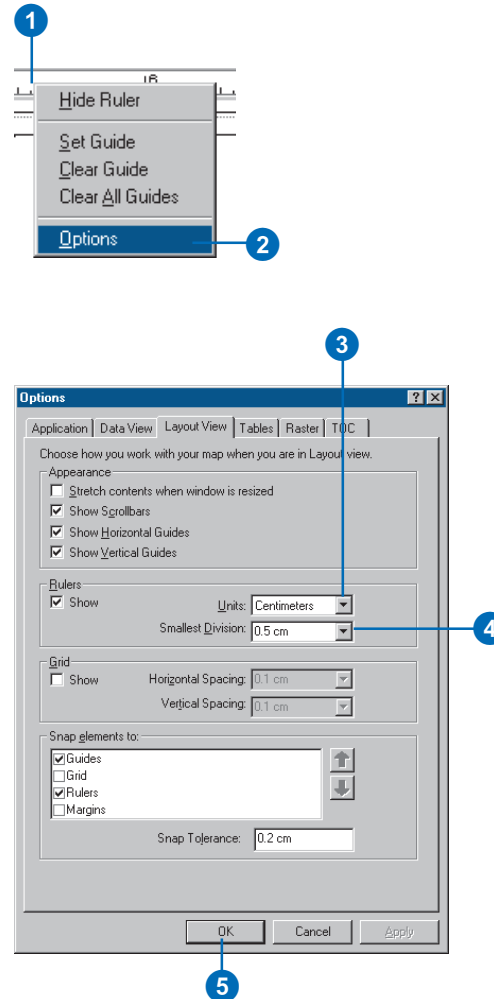 1
16
Hide Ruler
Set Guide
Clear Guide
Clear All Guides
Options
2
3
Options
Application Data View Layout View Tables Raster TOC
Choose how you work with your map when you are in Layout view.
Appearance
Stretch contents when window is resized
Show Scrollbars
Show Horizontal Guides
Show Vertical Guides
Rulers
Show Units: Centimeters
Smallest Division: 0.5 cm
4
Grid
Show Horizontal Spacing: 0.1 cm
Vertical Spacing: 0.1 cm
Snap elements to:
Guides
Grid
Rulers
Margins
Snap Tolerance: 0.2 cm
OK Cancel Apply
5